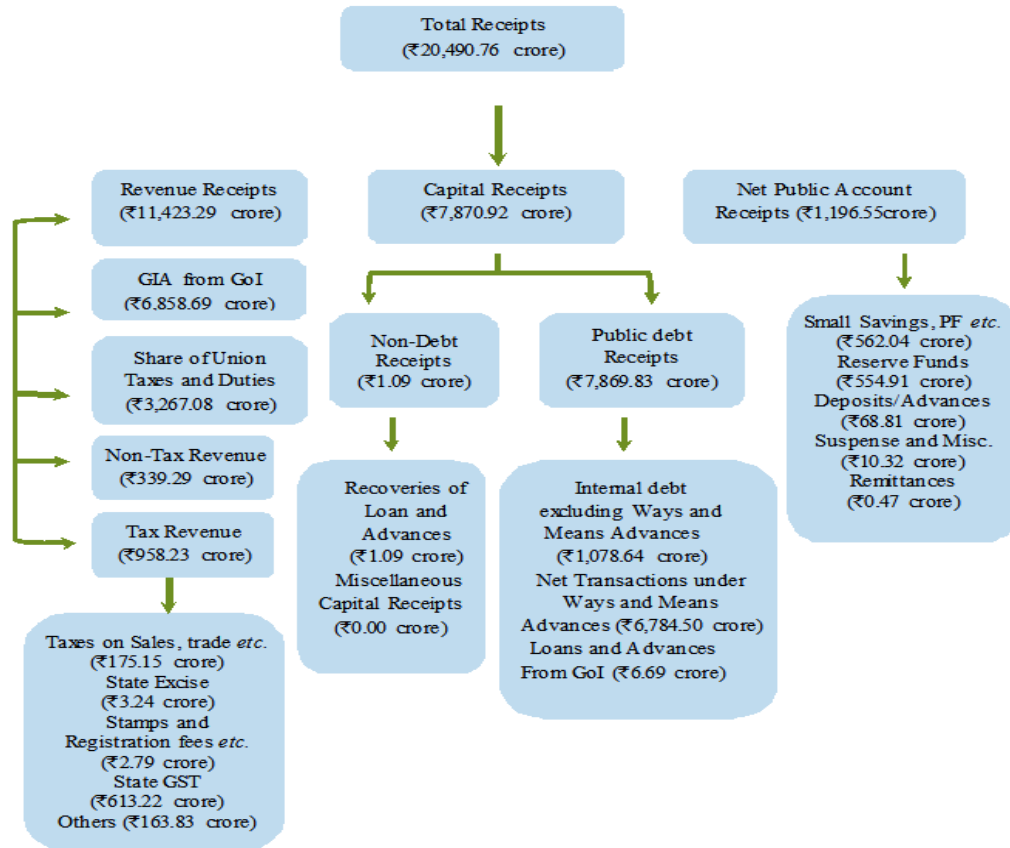 Total Receipts
(₹20,490.76 crore)
Revenue Receipts
(₹11,423.29 crore)
Capital Receipts
(₹7,870.92 crore)
Net Public Account
Receipts (₹1,196.55crore)
GIA from GoI
(₹6,858.69 crore)
Share of Union
Taxes and Duties
(₹3,267.08 crore)
Non-Tax Revenue
(₹339.29 crore)
Tax Revenue
(₹958.23 crore)
Taxes on Sales, trade etc.
(₹175.15 crore)
State Excise
(₹3.24 crore)
Stamps and
Registration fees etc.
(₹2.79 crore)
State GST
(₹613.22 crore)
Others (₹163.83 crore)
Non-Debt
Receipts
(₹1.09 crore)
Recoveries of
Loan and
Advances
(₹1.09 crore)
Miscellaneous
Capital Receipts
(₹0.00 crore)
Public debt
Receipts
(₹7,869.83 crore)
Internal debt
excluding Ways and
Means Advances
(₹1,078.64 crore)
Net Transactions under
Ways and Means
Advances (₹6,784.50 crore)
Loans and Advances
From GoI (₹6.69 crore)
Small Savings, PF etc.
(₹562.04 crore)
Reserve Funds
(₹554.91 crore)
Deposits/Advances
(₹68.81 crore)
Suspense and Misc.
(₹10.32 crore)
Remittances
(₹0.47 crore)